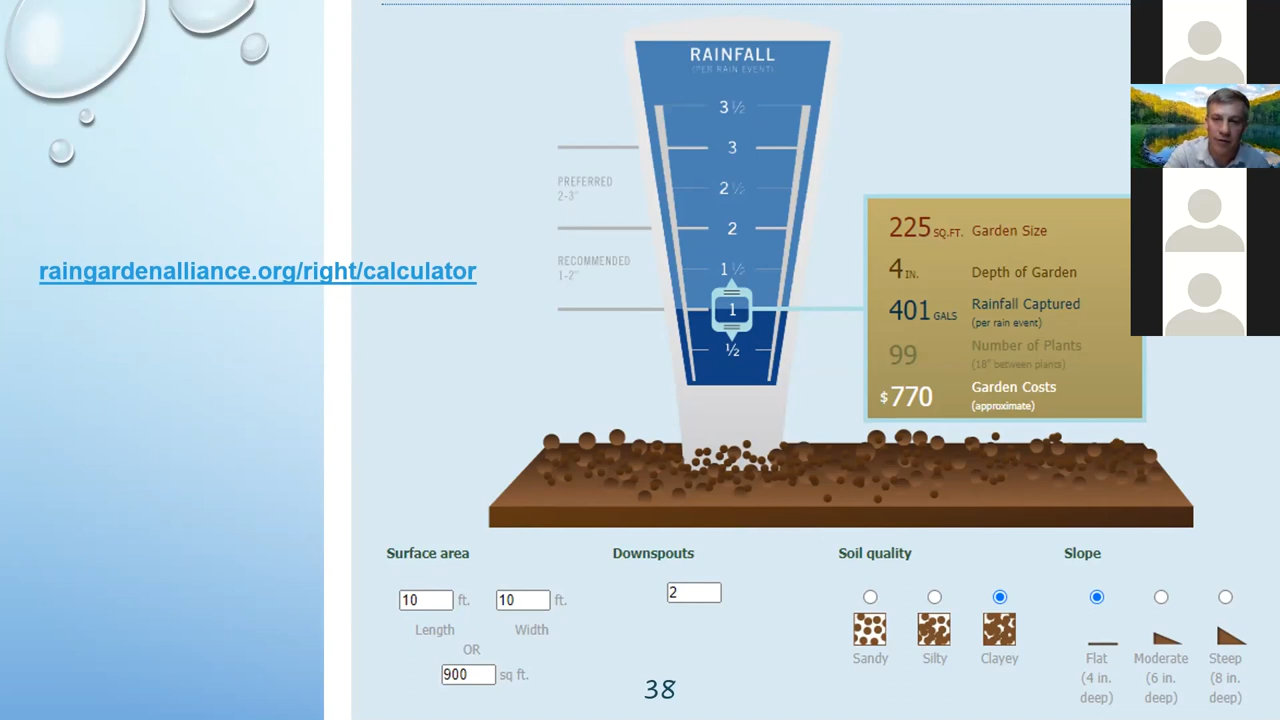 raingardenalliance.org/right/calculator
RAINFALL
(PER RAIN EVENT)
3 ½
3
2 ½
2
1 ½
1
½
PREFERRED
2-3"
RECOMMENDED
1-2"
225 SQ.FT. Garden Size
4 IN. Depth of Garden
401 GALS Rainfall Captured
(per rain event)
99 Number of Plants
(18" between plants)
$770 Garden Costs
(approximate)
Surface area
10 ft. 10 ft.
Length Width
OR
900 sq ft.
Downspouts
2
Soil quality
Sandy Silty Clayey
Slope
Flat
(4 in.
deep)
Moderate
(6 in.
deep)
Steep
(8 in.
deep)
38